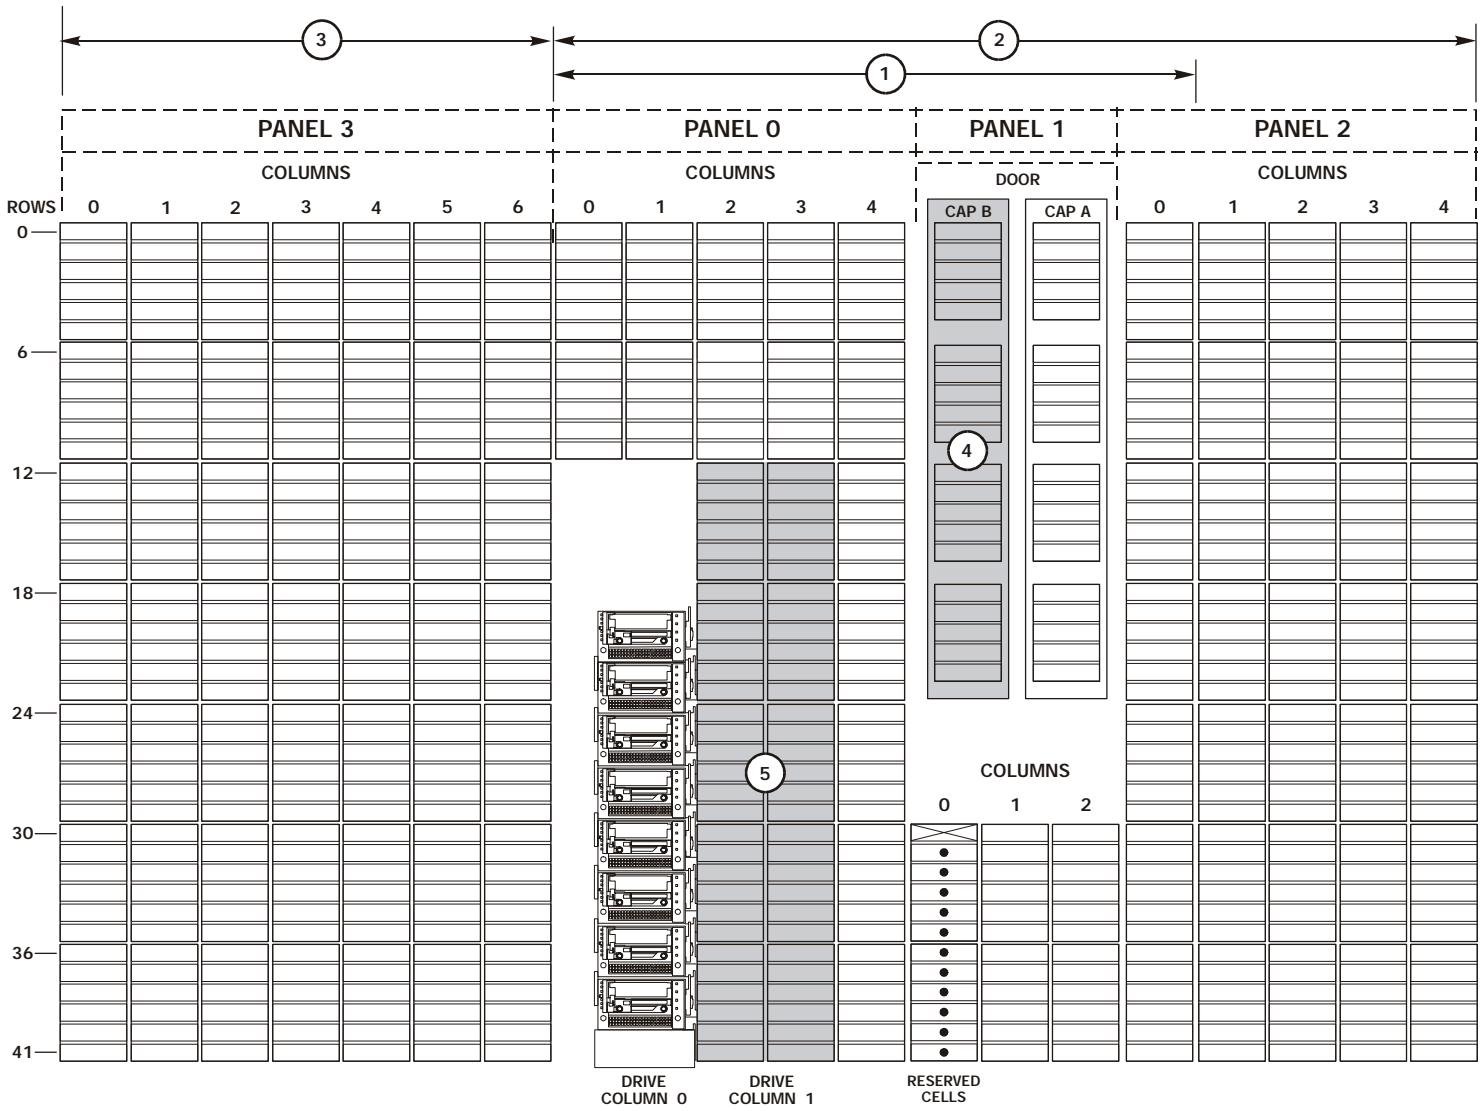 3
2
1
PANEL 3
PANEL 0
PANEL 1
PANEL 2
COLUMNS
COLUMNS
DOOR
COLUMNS
ROWS 0 1 2 3 4 5 6
0 1 2 3 4
CAP B
CAP A
0 1 2 3 4
0
6
12
18
24
30
36
41
4
5
COLUMNS
0 1 2
DRIVE
COLUMN 0
DRIVE
COLUMN 1
RESERVED
CELLS